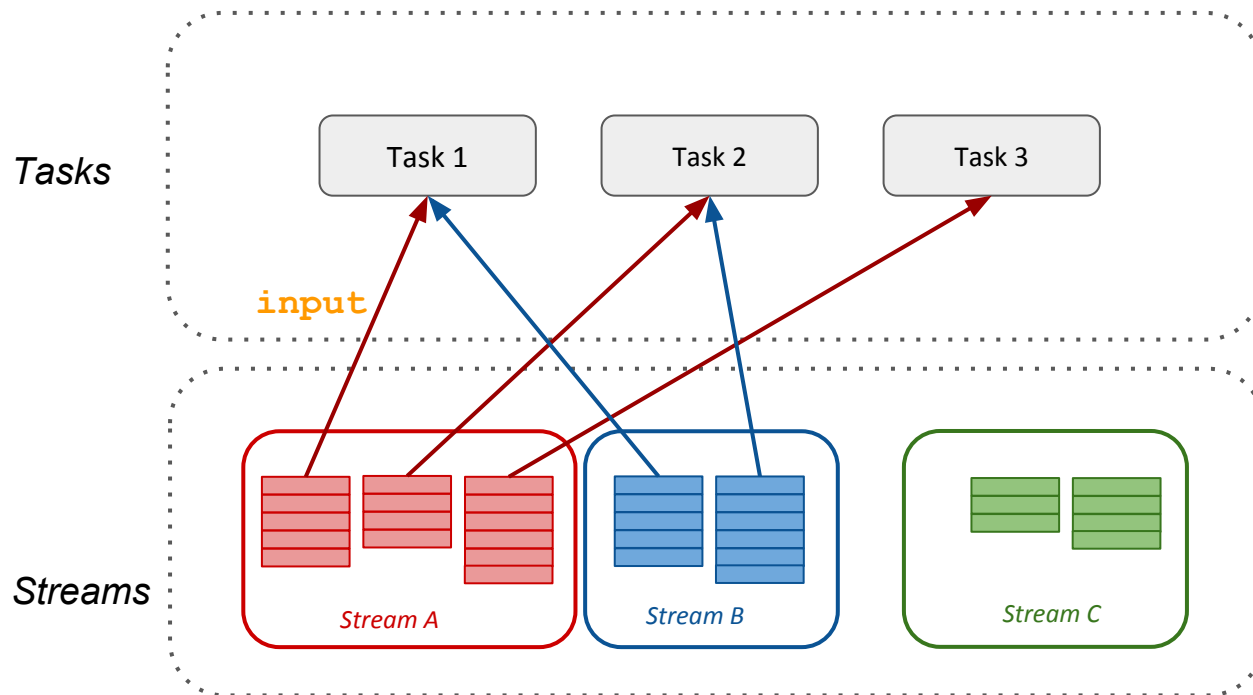 Tasks
Task 1
Task 2
Task 3
input
Streams
Stream A
Stream B
Stream C